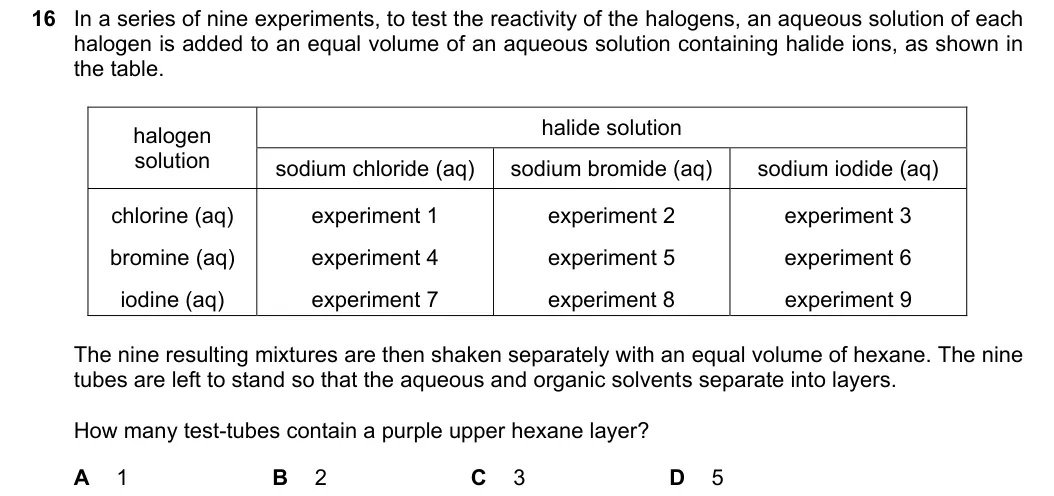 16 In a series of nine experiments, to test the reactivity of the halogens, an aqueous solution of each
halogen is added to an equal volume of an aqueous solution containing halide ions, as shown in
the table.
halogen solution
halide solution
sodium chloride (aq) sodium bromide (aq) sodium iodide (aq)
chlorine (aq) experiment 1 experiment 2 experiment 3
bromine (aq) experiment 4 experiment 5 experiment 6
iodine (aq) experiment 7 experiment 8 experiment 9
The nine resulting mixtures are then shaken separately with an equal volume of hexane. The nine
tubes are left to stand so that the aqueous and organic solvents separate into layers.
How many test-tubes contain a purple upper hexane layer?
A 1 B 2 C 3 D 5